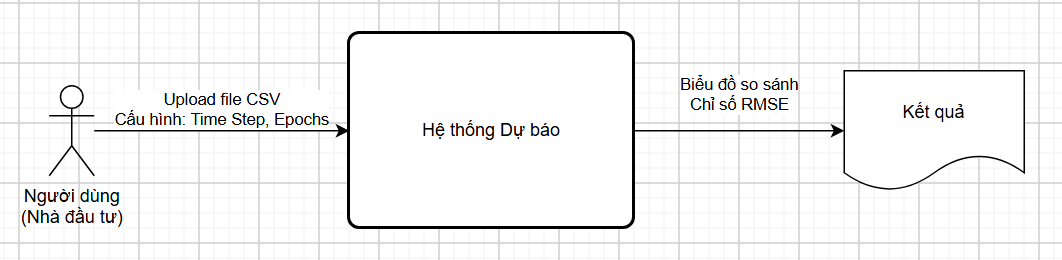 Upload file CSV
Cấu hình: Time Step, Epochs
Người dùng
(Nhà đầu tư)
Hệ thống Dự báo
Biểu đồ so sánh
Chỉ số RMSE
Kết quả